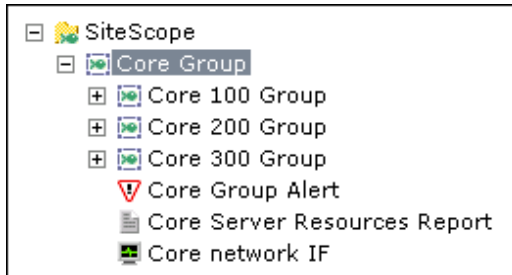 SiteScope
Core Group
Core 100 Group
Core 200 Group
Core 300 Group
Core Group Alert
Core Server Resources Report
Core network IF